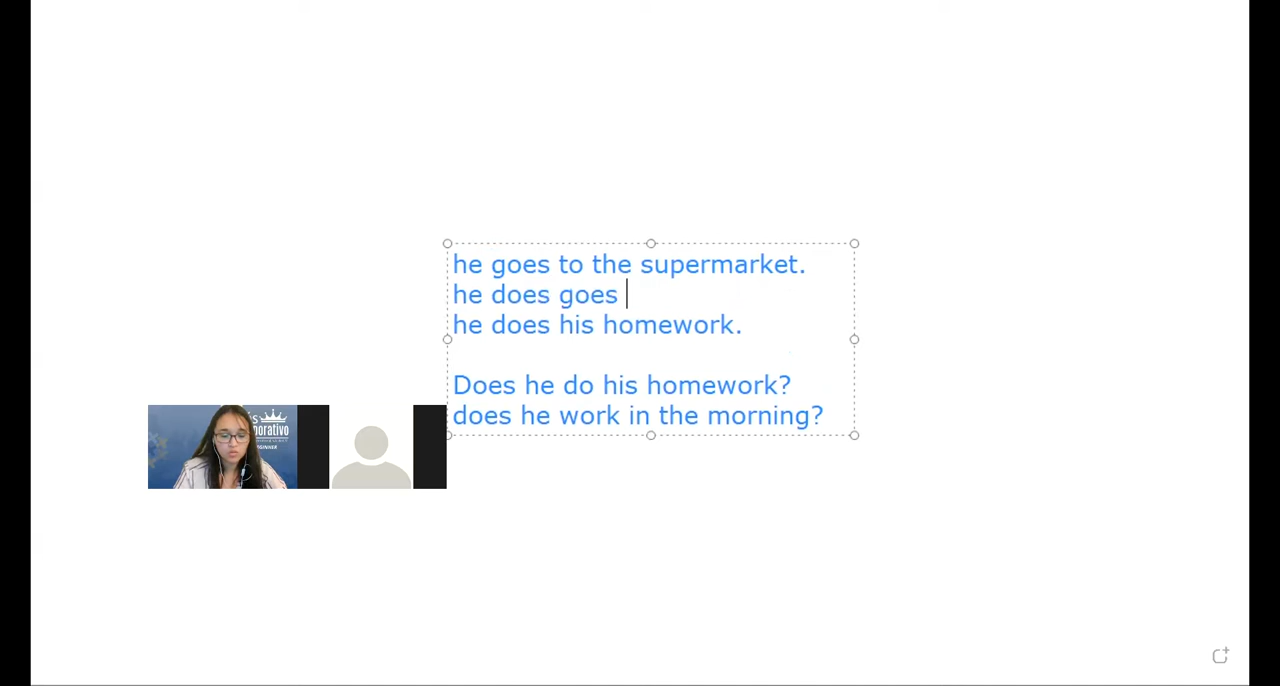 he goes to the supermarket.
he does goes
he does his homework.
Does he do his homework?
does he work in the morning?